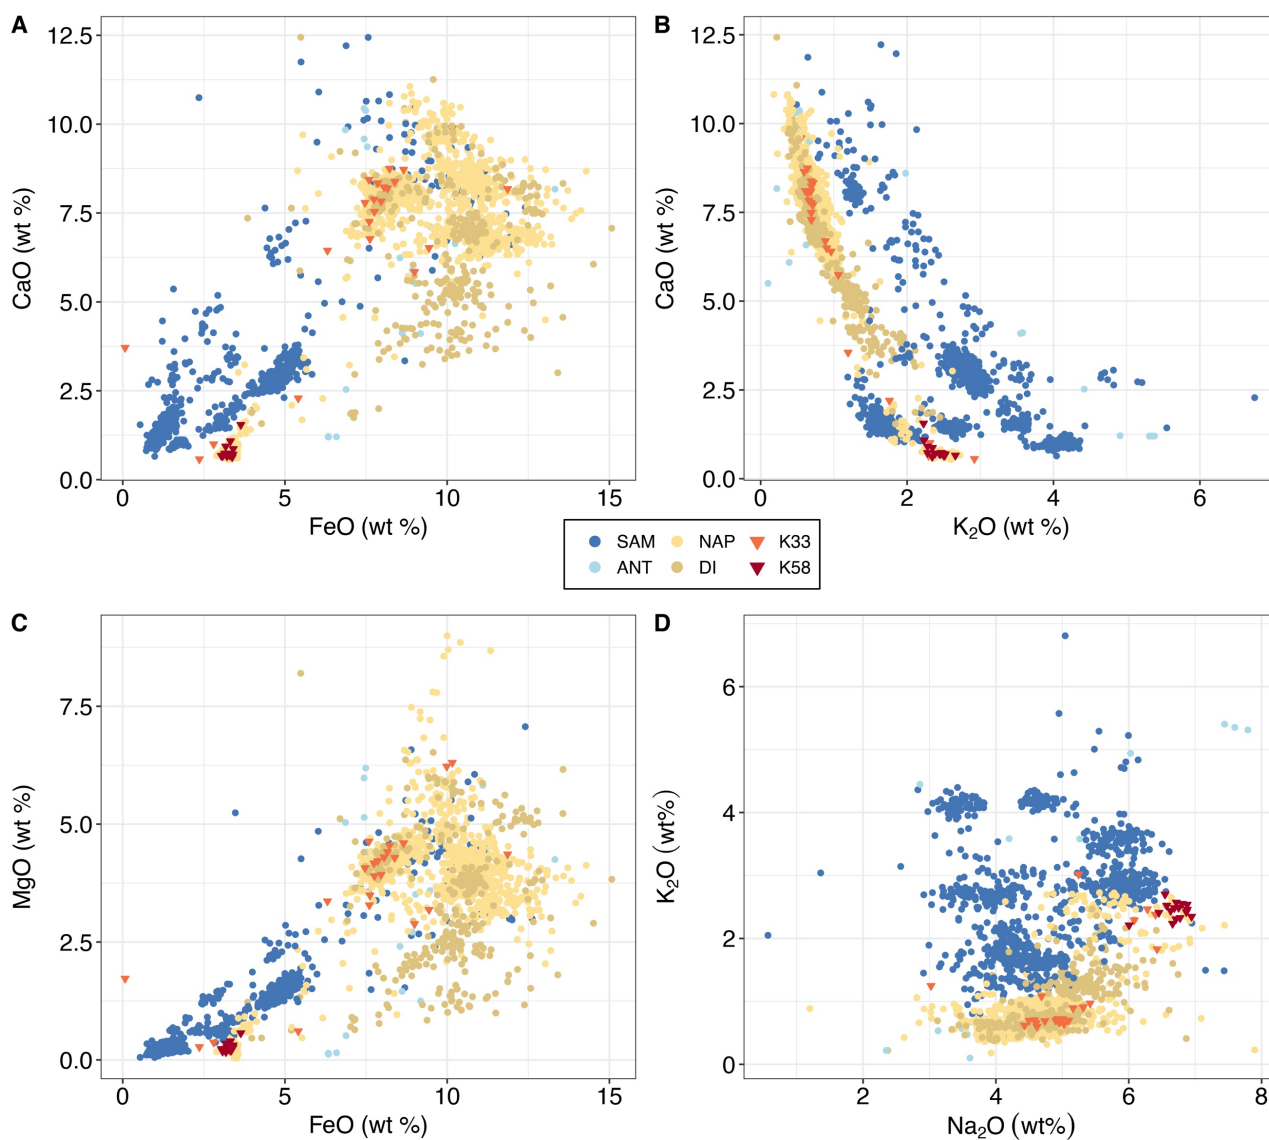 A
12.5
10.0
7.5
5.0
2.5
0.0
CaO (wt %)
0 5 10 15
FeO (wt %)
B
12.5
10.0
7.5
5.0
2.5
0.0
CaO (wt %)
0 2 4 6
K₂O (wt %)
SAM NAP K33
ANT DI K58
C
7.5
5.0
2.5
0.0
MgO (wt %)
0 5 10 15
FeO (wt %)
D
6
4
2
0
K₂O (wt%)
2 4 6 8
Na₂O (wt%)